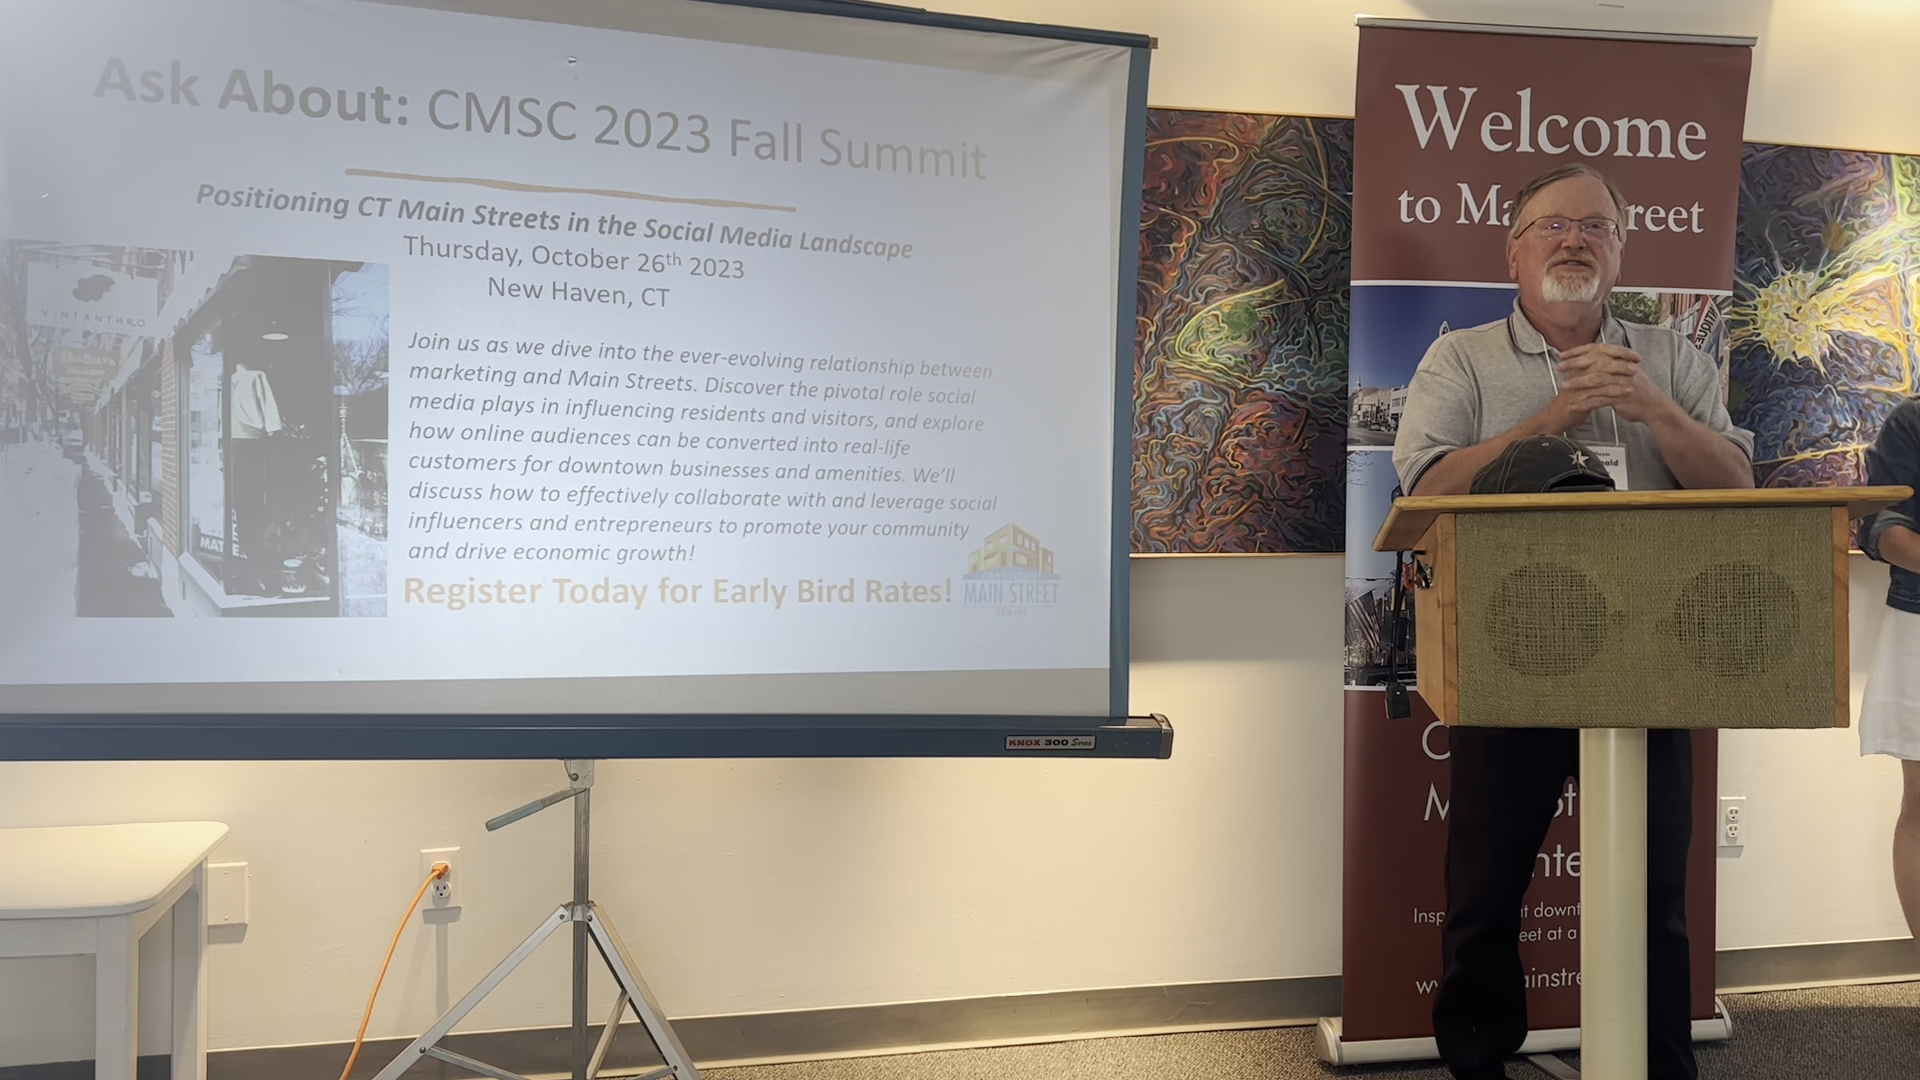 Ask About: CMSC 2023 Fall Summit
Positioning CT Main Streets in the Social Media Landscape
Thursday, October 26th 2023
New Haven, CT
Join us as we dive into the ever-evolving relationship between
marketing and Main Streets. Discover the pivotal role social
media plays in influencing residents and visitors, and explore
how online audiences can be converted into real-life
customers for downtown businesses and amenities. We'll
discuss how to effectively collaborate with and leverage social
influencers and entrepreneurs to promote your community
and drive economic growth!
Register Today for Early Bird Rates!
MAIN STREET
CENTER
VINTANTHRO
KNOX 300 Series
Welcome
to Ma reet